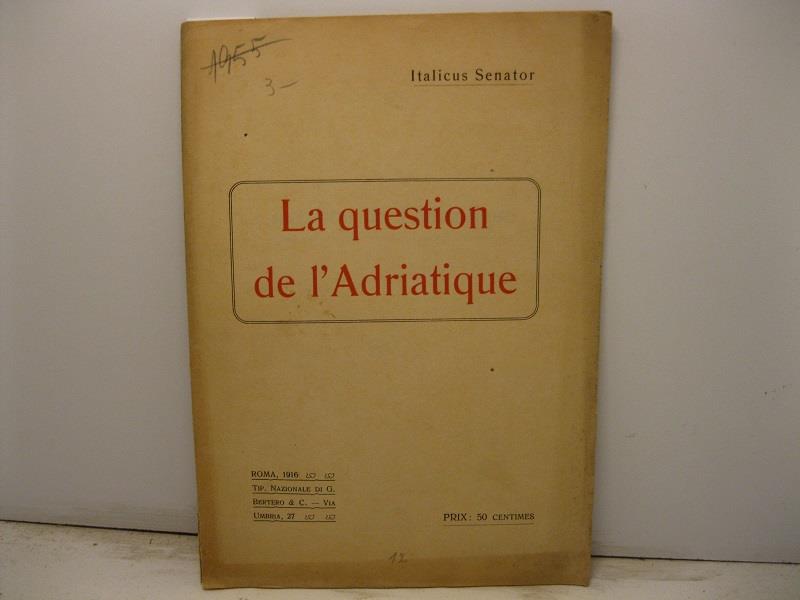 1955
3-
Italicus Senator
La question
de l'Adriatique
ROMA, 1916
TIP. NAZIONALE DI G.
BERTERO & C. — VIA
UMBRIA, 27
PRIX : 50 CENTIMES
12